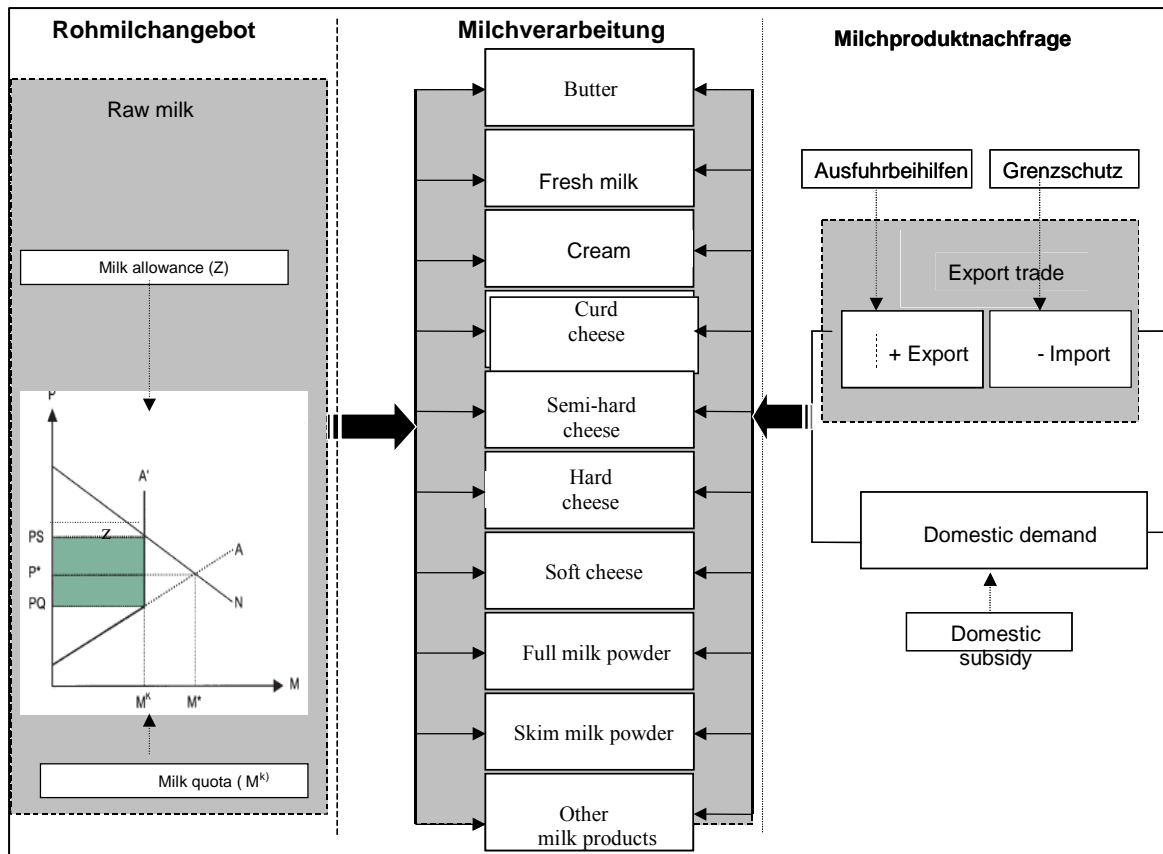 Rohmilchangebot
Raw milk
Milk allowance (Z)
P
A'
PS
Z
A
P*
PQ
N
M
M^K
M*
Milk quota ( M^k)
Milchverarbeitung
Butter
Fresh milk
Cream
Curd
cheese
Semi-hard
cheese
Hard
cheese
Soft cheese
Full milk powder
Skim milk powder
Other
milk products
Milchproduktnachfrage
Ausfuhrbeihilfen
Grenzschutz
Export trade
+ Export
- Import
Domestic demand
Domestic
subsidy